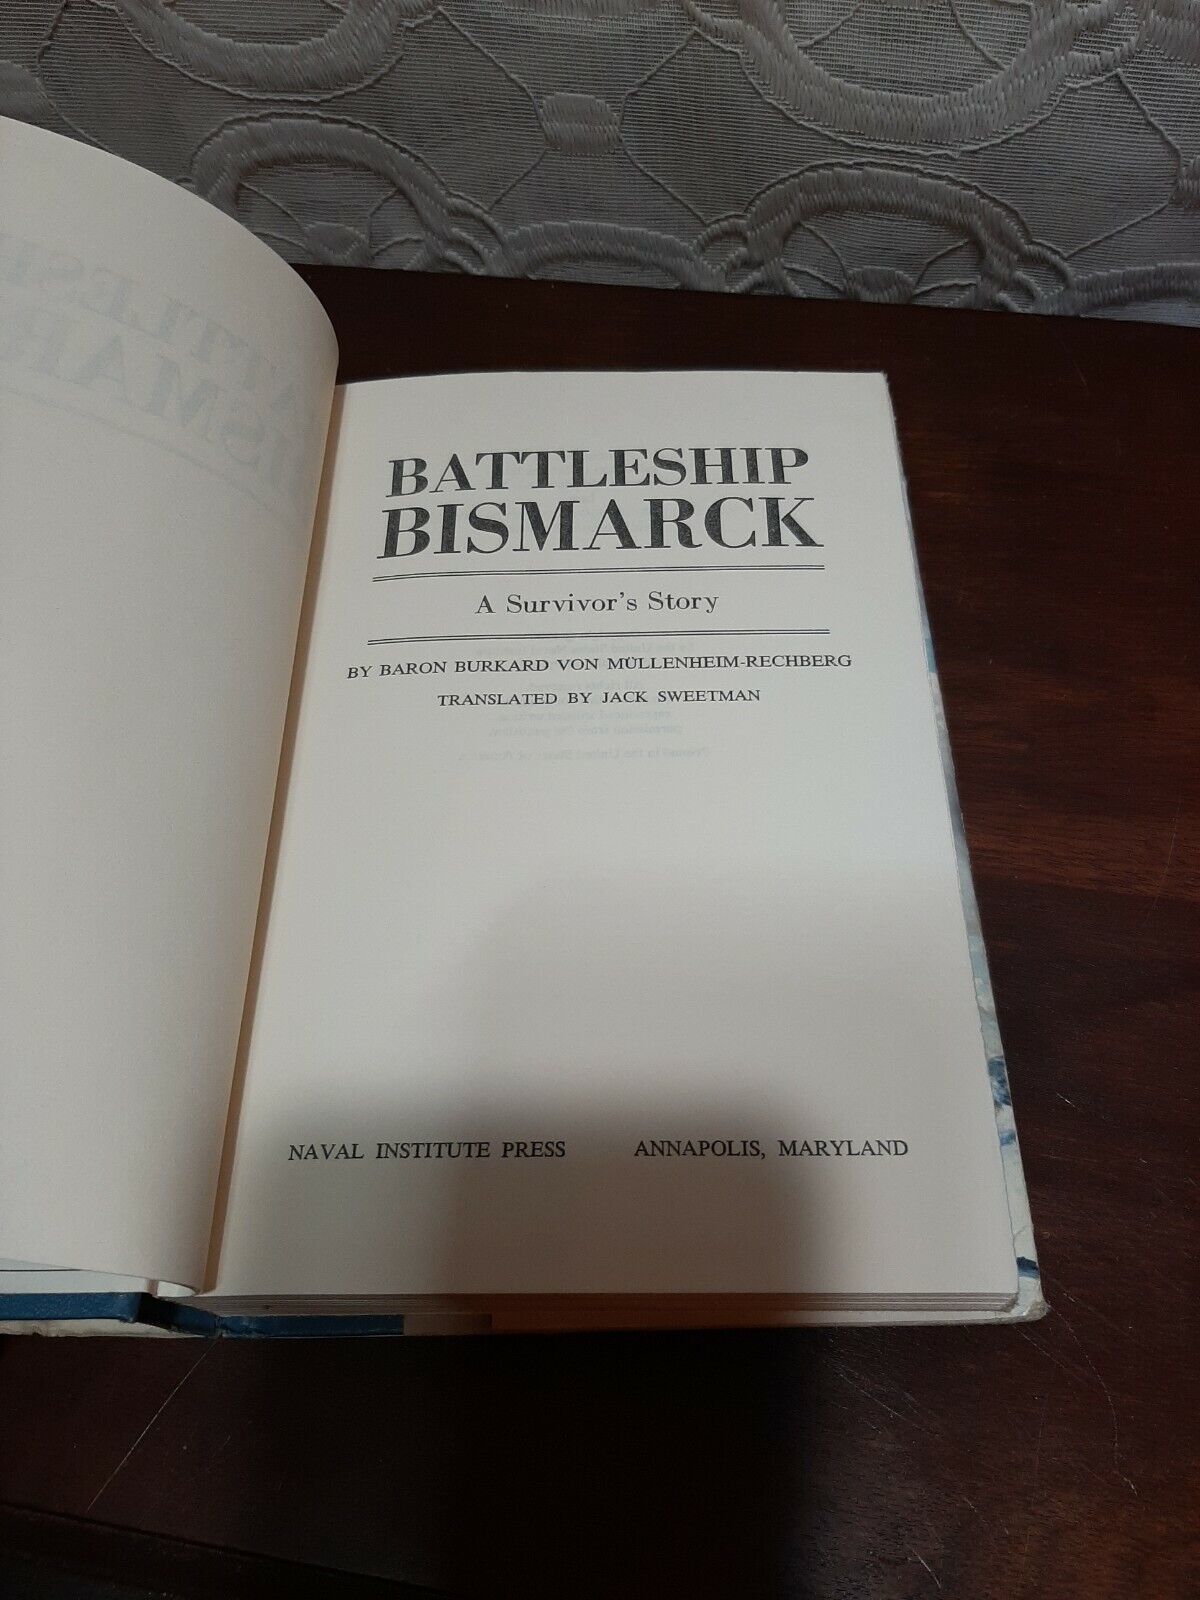 BATTLESHIP
BISMARCK
A Survivor's Story
BY BARON BURKARD VON MÜLLENHEIM-RECHBERG
TRANSLATED BY JACK SWEETMAN
NAVAL INSTITUTE PRESS ANNAPOLIS, MARYLAND